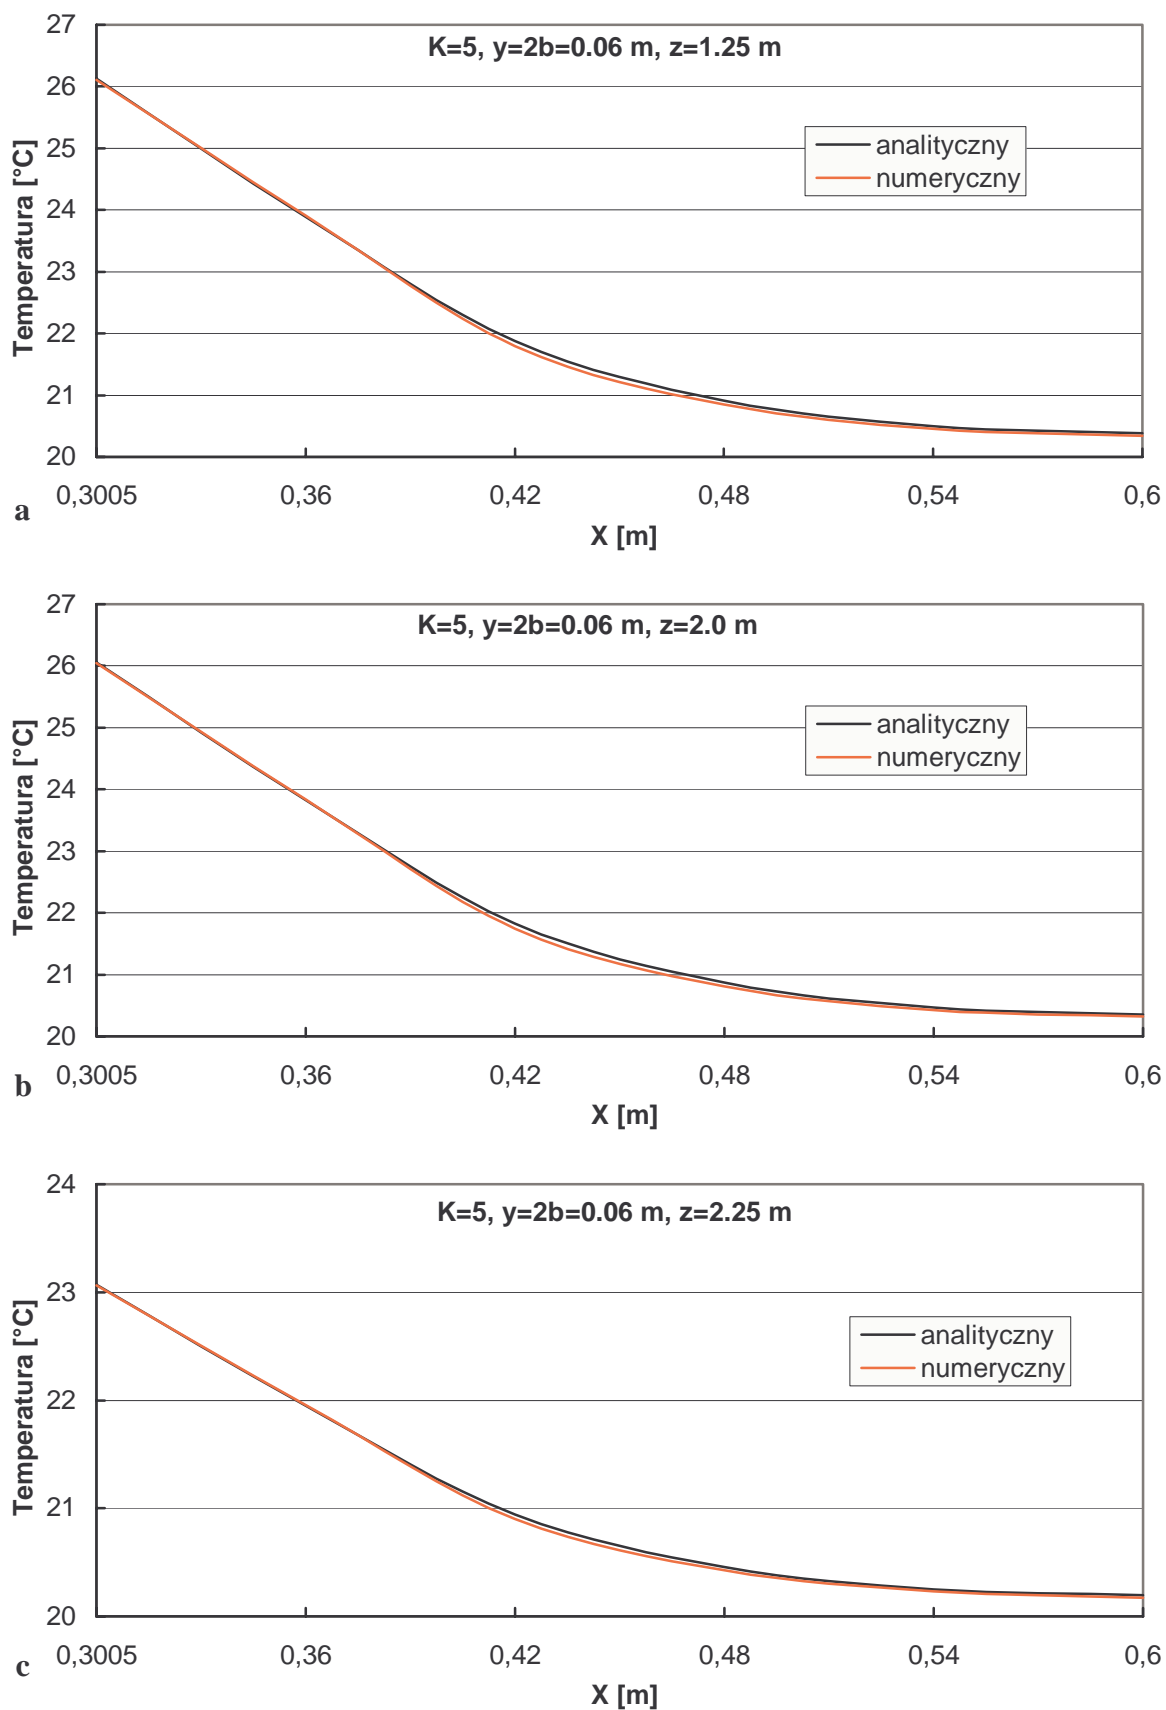 27
K=5, y=2b=0.06 m, z=1.25 m
26
25
analityczny
numeryczny
24
23
22
21
20
Temperatura [°C]
0,3005 0,36 0,42 0,48 0,54 0,6
a
X [m]
27
K=5, y=2b=0.06 m, z=2.0 m
26
25
analityczny
numeryczny
24
23
22
21
20
Temperatura [°C]
0,3005 0,36 0,42 0,48 0,54 0,6
b
X [m]
24
K=5, y=2b=0.06 m, z=2.25 m
23
analityczny
numeryczny
22
21
20
Temperatura [°C]
0,3005 0,36 0,42 0,48 0,54 0,6
c
X [m]